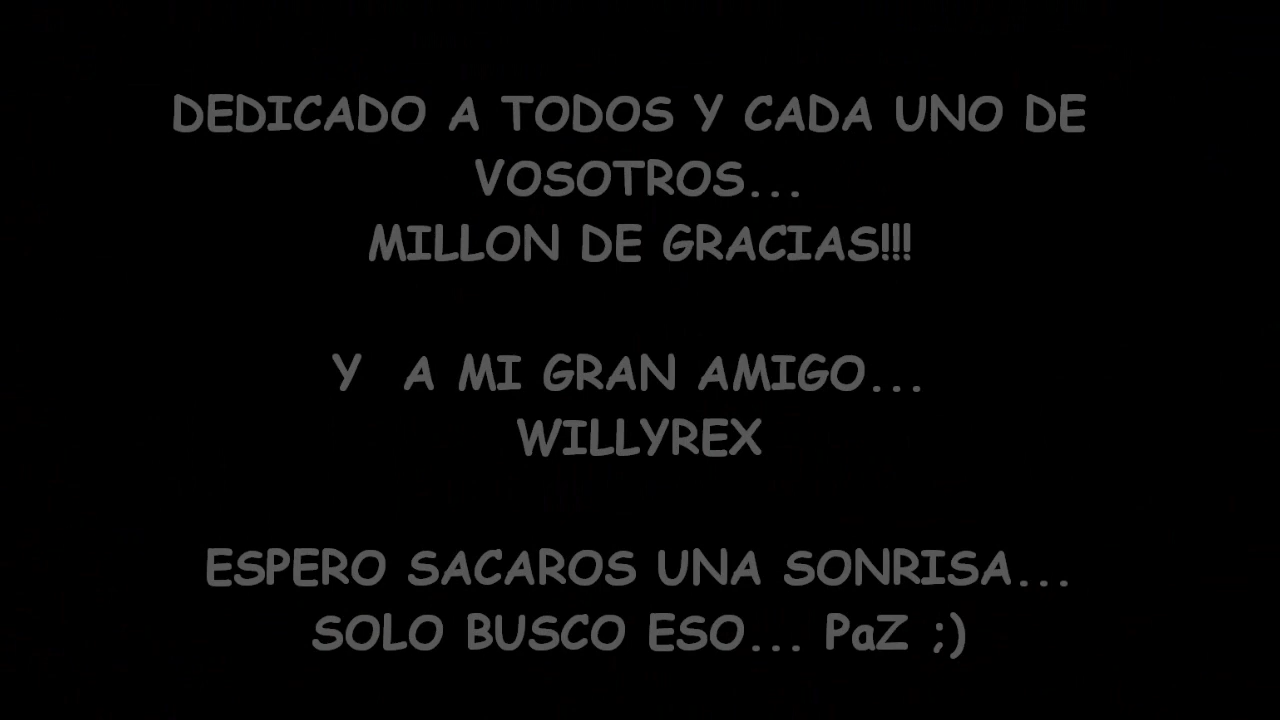 DEDICADO A TODOS Y CADA UNO DE
VOSOTROS...
MILLON DE GRACIAS!!!
Y A MI GRAN AMIGO...
WILLYREX
ESPERO SACAROS UNA SONRISA...
SOLO BUSCO ESO... PaZ ;)